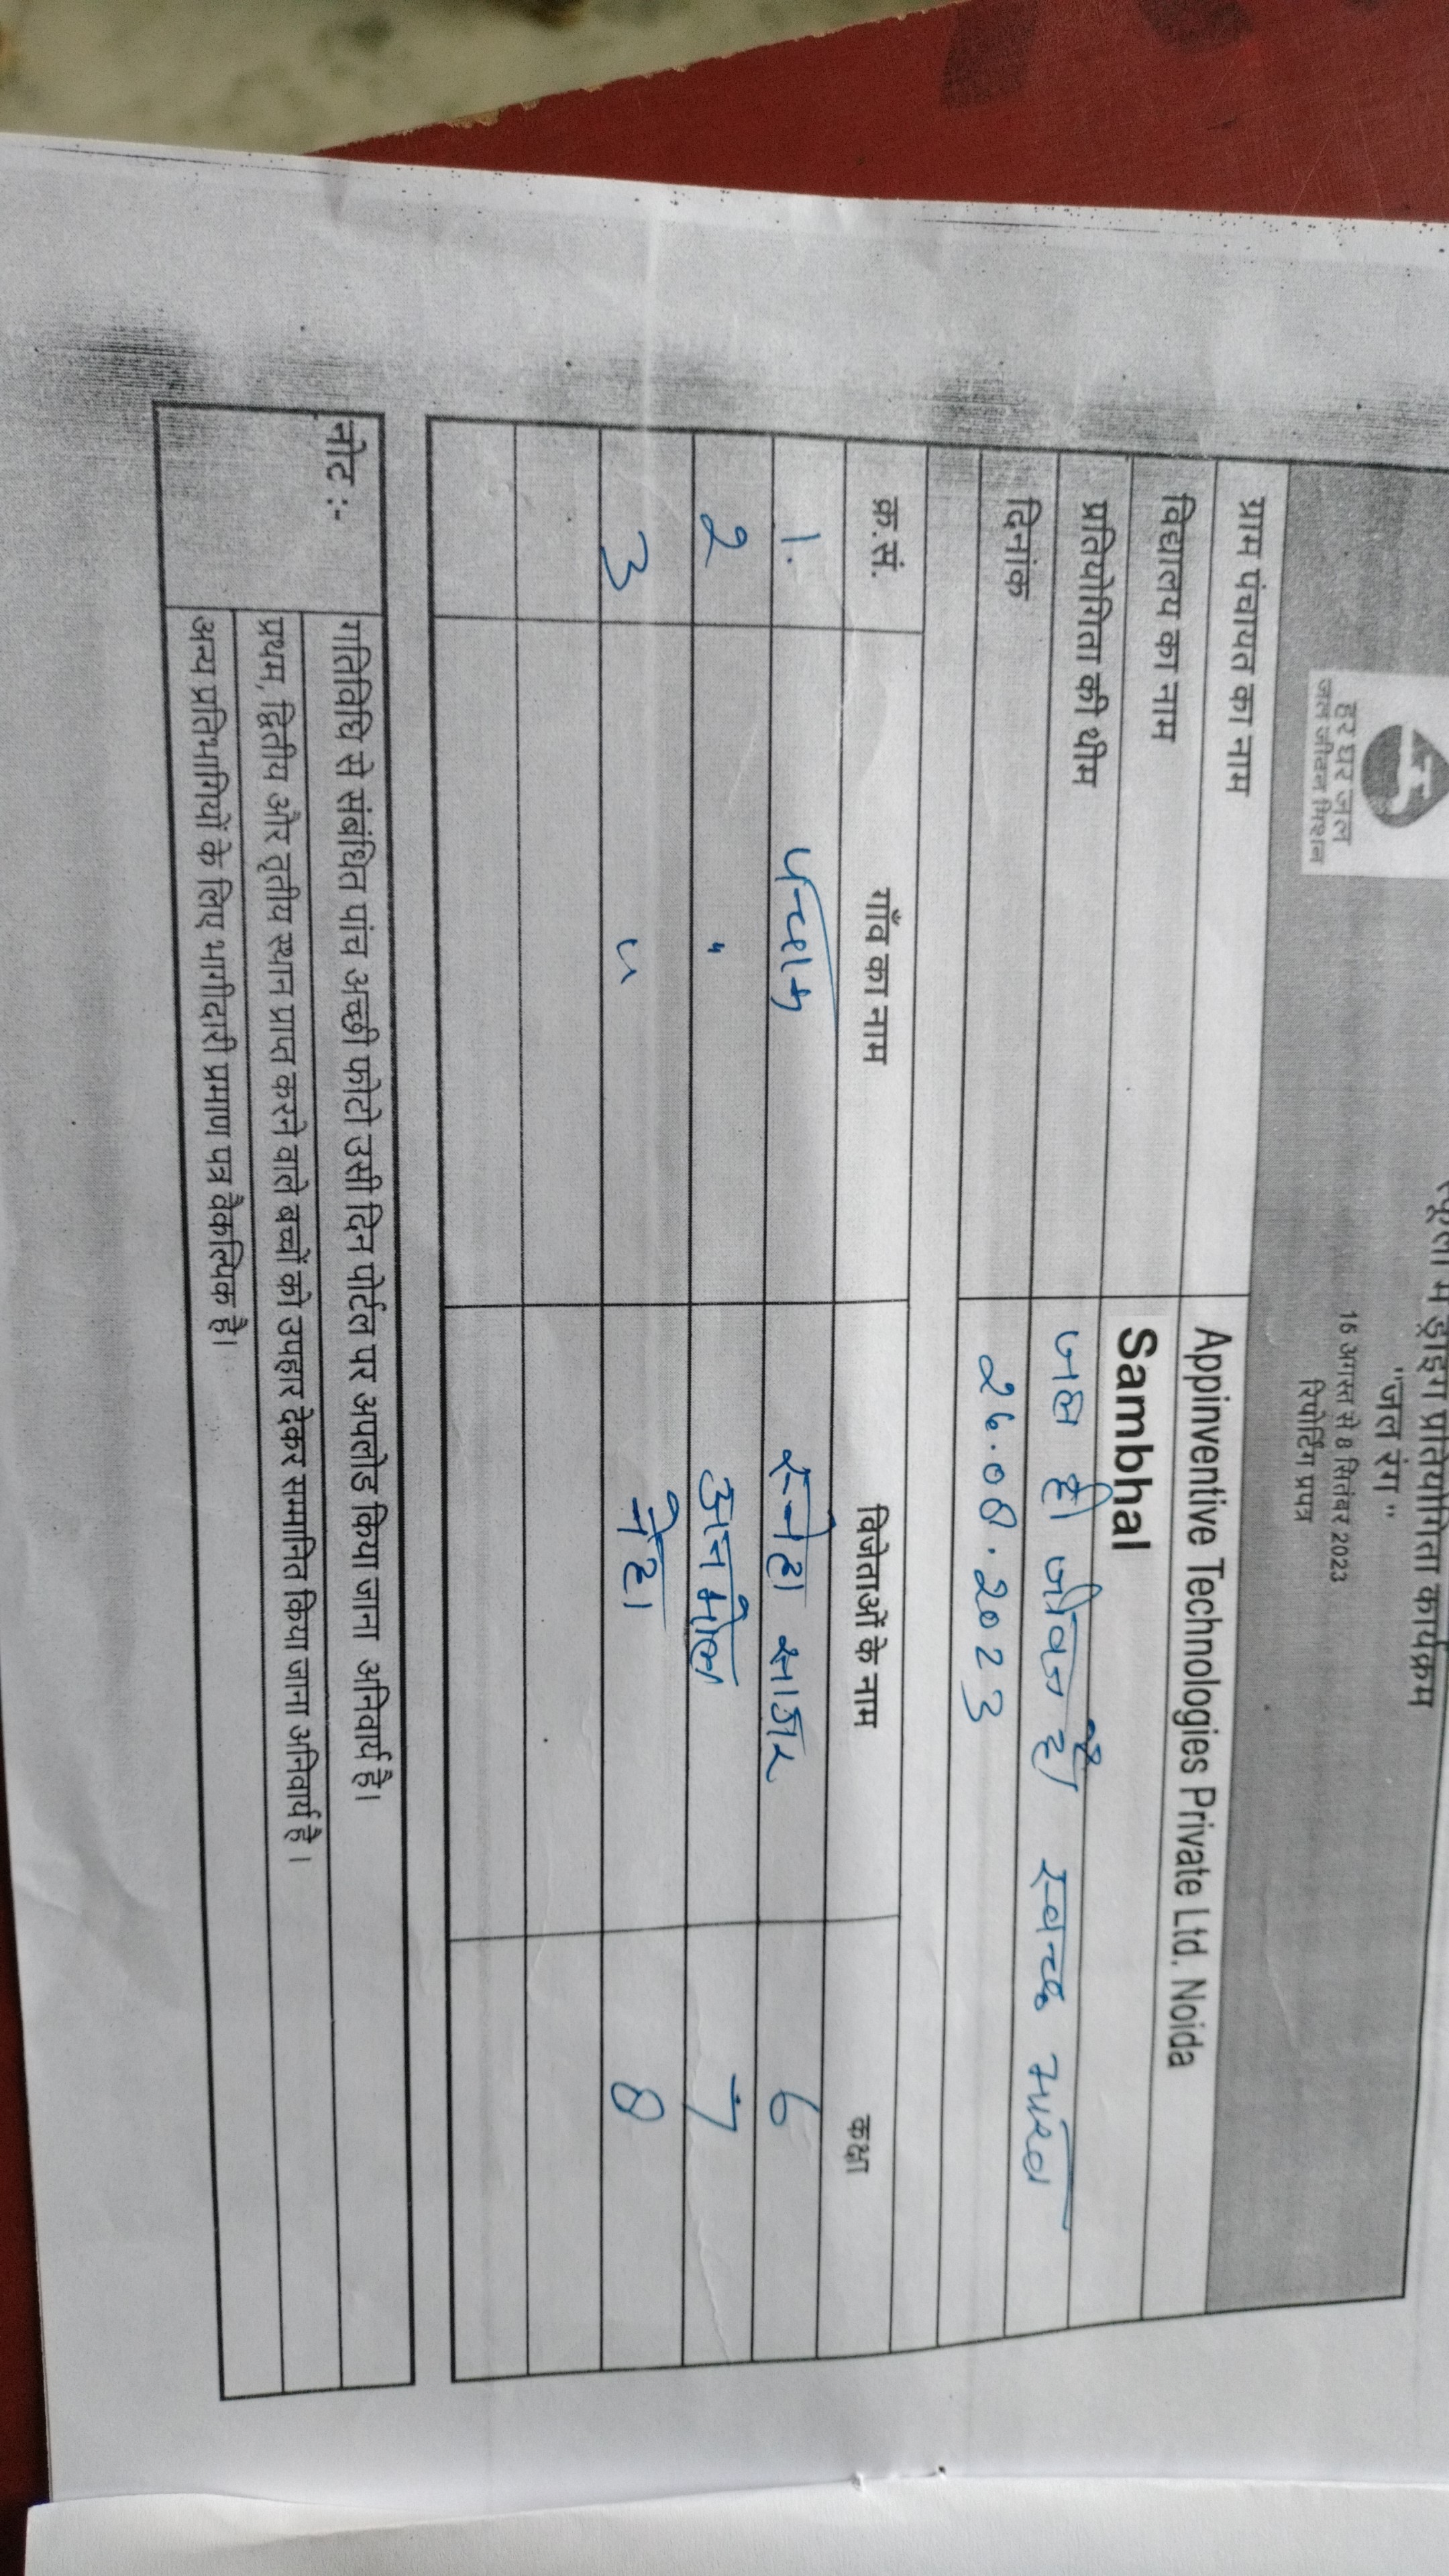 स्कूलों में ड्राइंग प्रतियोगिता कार्यक्रम
"जल रंग"
हर घर जल
जल जीवन मिशन
15 अगस्त से 8 सितंबर 2023
रिपोर्टिंग प्रपत्र
ग्राम पंचायत का नाम Appinventive Technologies Private Ltd. Noida
विद्यालय का नाम Sambhal
प्रतियोगिता की थीम जल ही जीवन है। स्वच्छ भारत
दिनांक 26.08.2023
क्र.सं. गाँव का नाम विजेताओं के नाम कक्षा
1. स्नेहा सागर 6
2 " अनमोल 7
3 " नेहा 8
नोट :- गतिविधि से संबंधित पांच अच्छी फोटो उसी दिन पोर्टल पर अपलोड किया जाना अनिवार्य है।
प्रथम, द्वितीय और तृतीय स्थान प्राप्त करने वाले बच्चों को उपहार देकर सममानित किया जाना अनिवार्य है ।
अन्य प्रतिभागियों के लिए भागीदारी प्रमाण पत्र वैकल्पिक है।